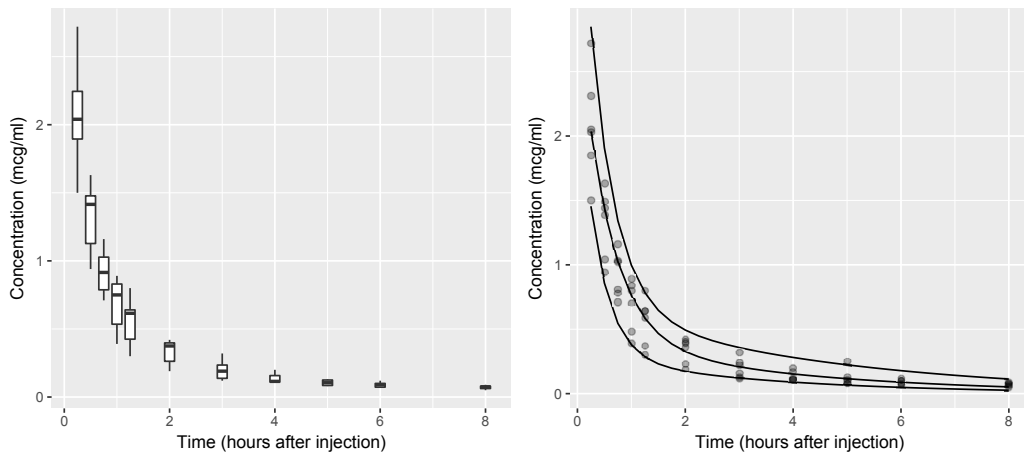 Concentration (mcg/ml)
2
1
0
0 2 4 6 8
Time (hours after injection)
Concentration (mcg/ml)
2
1
0
0 2 4 6 8
Time (hours after injection)